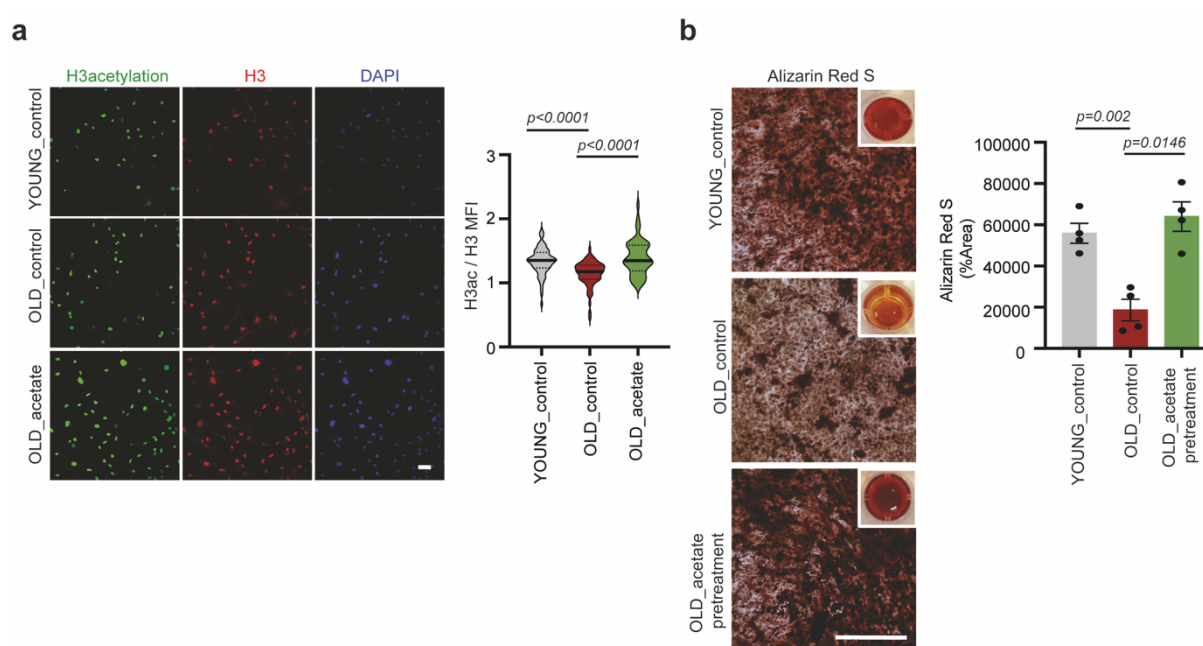 a
H3acetylation H3 DAPI
YOUNG_control
OLD_control
OLD_acetate
p<0.0001
p<0.0001
H3ac / H3 MFI
3
2
1
0
YOUNG_control
OLD_control
OLD_acetate
b
Alizarin Red S
YOUNG_control
OLD_control
OLD_acetate
pretreatment
p=0.002
p=0.0146
Alizarin Red S
(%Area)
100000
80000
60000
40000
20000
0
YOUNG_control
OLD_control
OLD_acetate
pretreatment